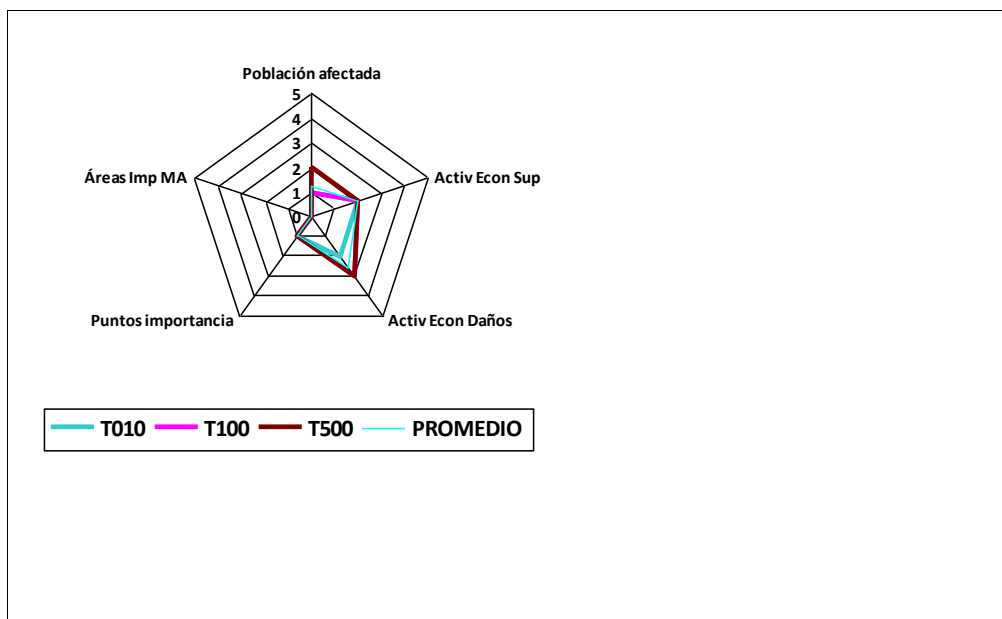 Población afectada
5
4
3
2
1
0
Áreas Imp MA
Activ Econ Sup
Puntos importancia
Activ Econ Daños
T010 T100 T500 PROMEDIO